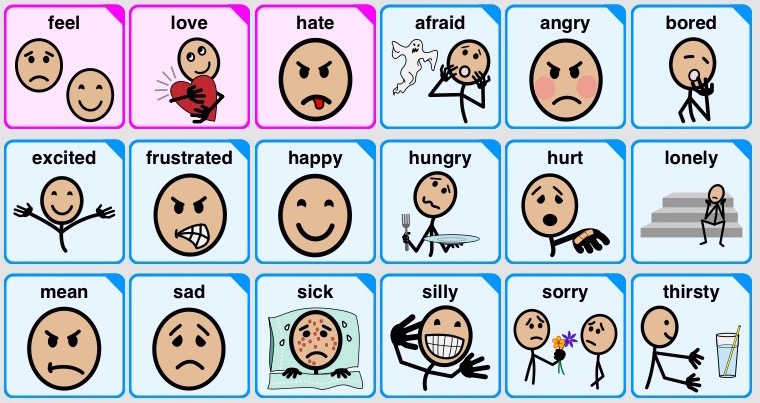 feel love hate afraid angry bored
excited frustrated happy hungry hurt lonely
mean sad sick silly sorry thirsty